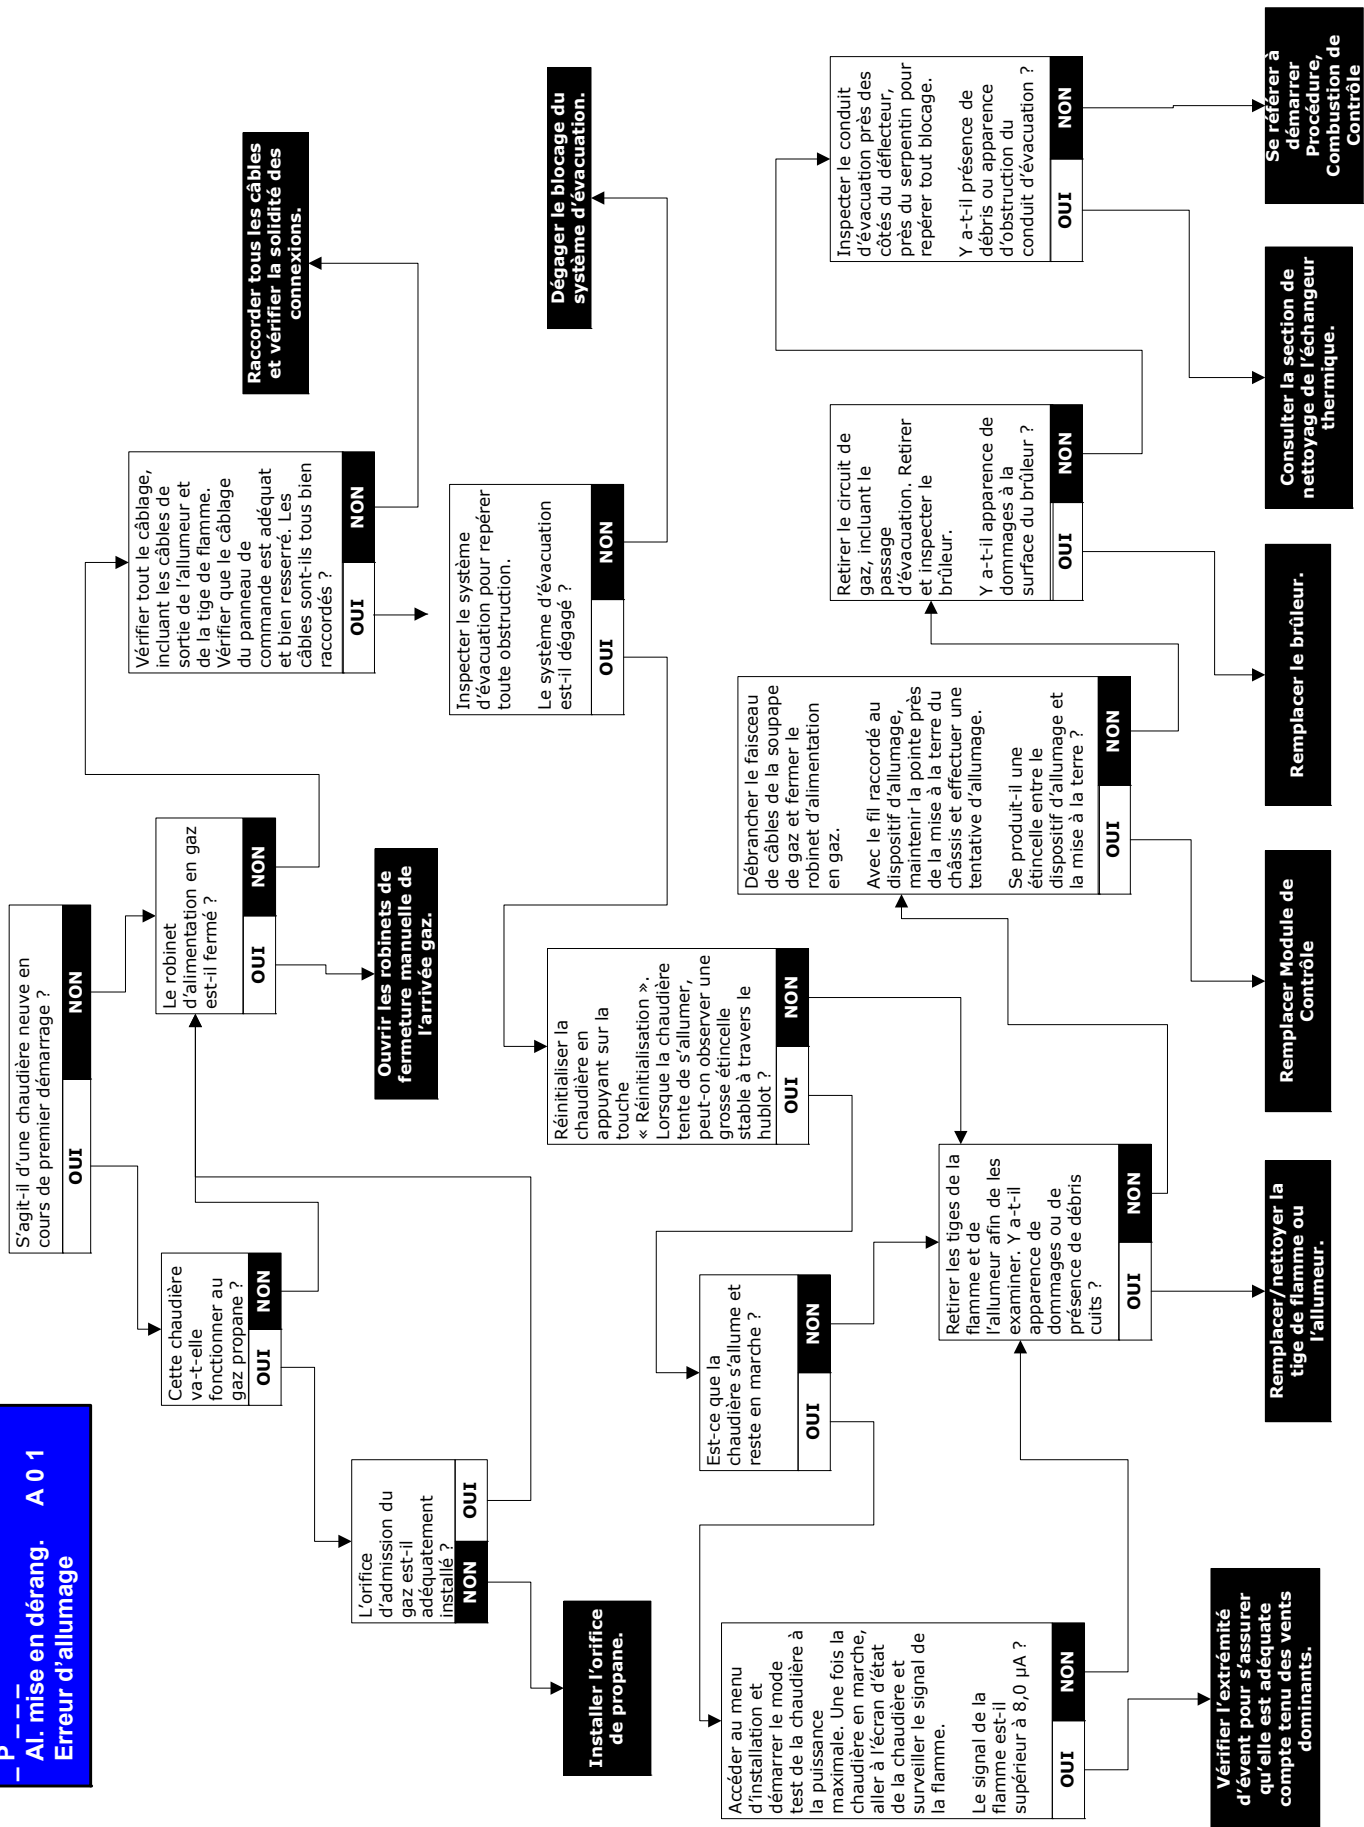 _ P _ _ _
Al. mise en dérang. A 0 1
Erreur d'allumage
S'agit-il d'une chaudière neuve en
cours de premier démarrage ?
OUI
NON
Cette chaudière
va-t-elle
fonctionner au
gaz propane ?
OUI
NON
Le robinet
d'alimentation en gaz
est-il fermé ?
OUI
NON
Vérifier tout le câblage,
incluant les câbles de
sortie de l'allumeur et
de la tige de flamme.
Vérifier que le câblage
du panneau de
commande est adéquat
et bien resserré. Les
câbles sont-ils tous bien
raccordés ?
OUI
NON
Raccorder tous les câbles
et vérifier la solidité des
connexions.
L'orifice
d'admission du
gaz est-il
adéquatement
installé ?
NON
OUI
Ouvrir les robinets de
fermeture manuelle de
l'arrivée gaz.
Inspecter le système
d'évacuation pour repérer
toute obstruction.
Le système d'évacuation
est-il dégagé ?
OUI
NON
Dégager le blocage du
système d'évacuation.
Installer l'orifice
de propane.
Réinitialiser la
chaudière en
appuyant sur la
touche
« Réinitialisation ».
Lorsque la chaudière
tente de s'allumer,
peut-on observer une
grosse étincelle
stable à travers le
hublot ?
OUI
NON
Est-ce que la
chaudière s'allume et
reste en marche ?
OUI
NON
Accéder au menu
d'installation et
démarrer le mode
test de la chaudière à
la puissance
maximale. Une fois la
chaudière en marche,
aller à l'écran d'état
de la chaudière et
surveiller le signal de
la flamme.
Le signal de la
flamme est-il
supérieur à 8,0 µA ?
OUI
NON
Retirer les tiges de la
flamme et de
l'allumeur afin de les
examiner. Y a-t-il
apparence de
dommages ou de
présence de débris
cuits ?
OUI
NON
Débrancher le faisceau
de câbles de la soupape
de gaz et fermer le
robinet d'alimentation
en gaz.
Avec le fil raccordé au
dispositif d'allumage,
maintenir la pointe près
de la mise à la terre du
châssis et effectuer une
tentative d'allumage.
Se produit-il une
étincelle entre le
dispositif d'allumage et
la mise à la terre ?
OUI
NON
Retirer le circuit de
gaz, incluant le
passage
d'évacuation. Retirer
et inspecter le
brûleur.
Y a-t-il apparence de
dommages à la
surface du brûleur ?
OUI
NON
Inspecter le conduit
d'évacuation près des
côtés du déflecteur,
près du serpentin pour
repérer tout blocage.
Y a-t-il présence de
débris ou apparence
d'obstruction du
conduit d'évacuation ?
OUI
NON
Vérifier l'extrémité
d'évent pour s'assurer
qu'elle est adéquate
compte tenu des vents
dominants.
Remplacer/nettoyer la
tige de flamme ou
l'allumeur.
Remplacer Module de
Contrôle
Remplacer le brûleur.
Consulter la section de
nettoyage de l'échangeur
thermique.
Se référer à
démarrer
Procédure,
Combustion de
Contrôle